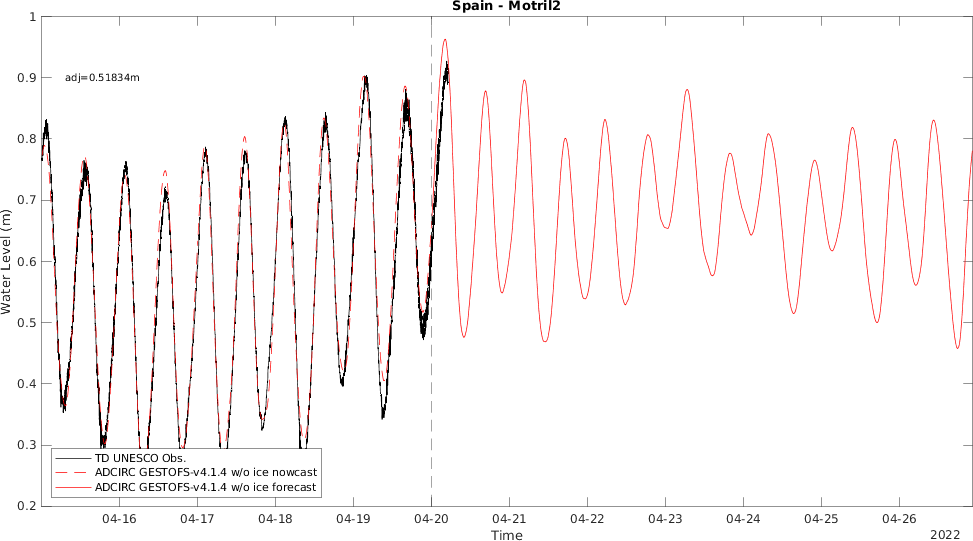 Spain - Motril2
1
0.9
0.8
0.7
0.6
0.5
0.4
0.3
0.2
Water Level (m)
adj=0.51834m
TD UNESCO Obs.
ADCIRC GESTOFS-v4.1.4 w/o ice nowcast
ADCIRC GESTOFS-v4.1.4 w/o ice forecast
04-16 04-17 04-18 04-19 04-20 04-21 04-22 04-23 04-24 04-25 04-26
Time
2022